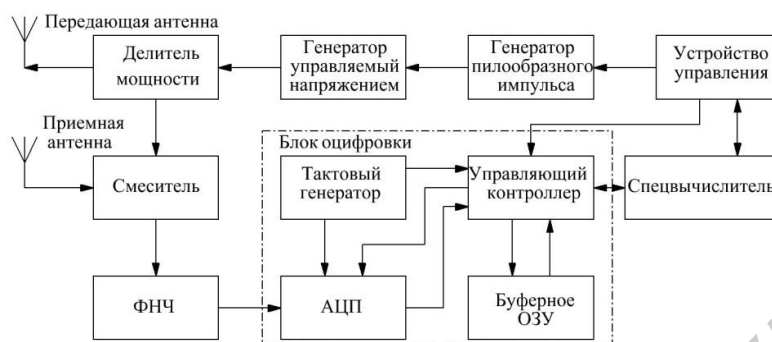 Передающая антенна
Делитель
мощности
Генератор
управляемый
напряжением
Генератор
пилообразного
импульса
Устройство
управления
Приемная
антенна
Блок оцифровки
Смеситель
Тактовый
генератор
Управляющий
контроллер
Спецвычислитель
ФНЧ
АЦП
Буферное
ОЗУ